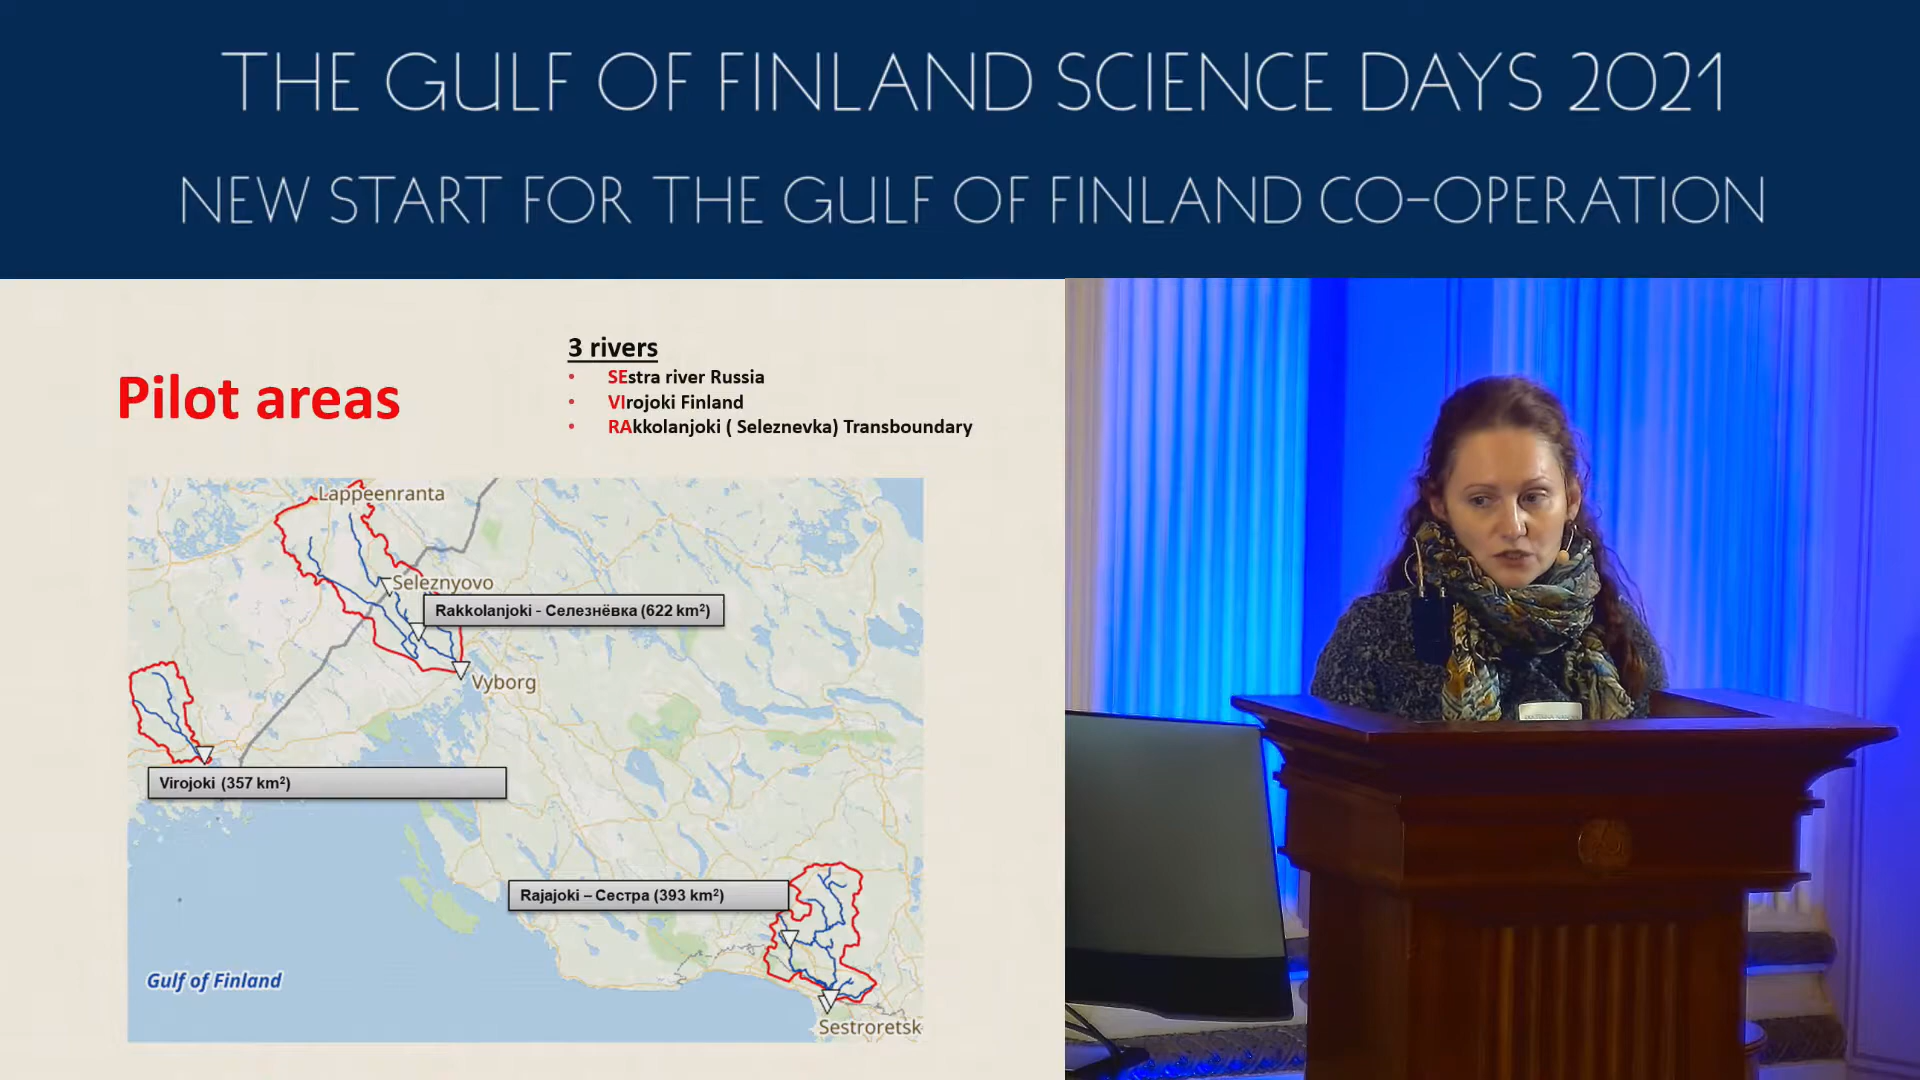 THE GULF OF FINLAND SCIENCE DAYS 2021
NEW START FOR THE GULF OF FINLAND CO-OPERATION
Pilot areas
3 rivers
• SEstra river Russia
• VIrojoki Finland
• RAkkolanjoki ( Seleznevka) Transboundary
Lappeenranta
Seleznyovo
Rakkolanjoki - Селезнёвка (622 km²)
Vyborg
Virojoki (357 km²)
Rajajoki – Сестра (393 km²)
Gulf of Finland
Sestroretsk